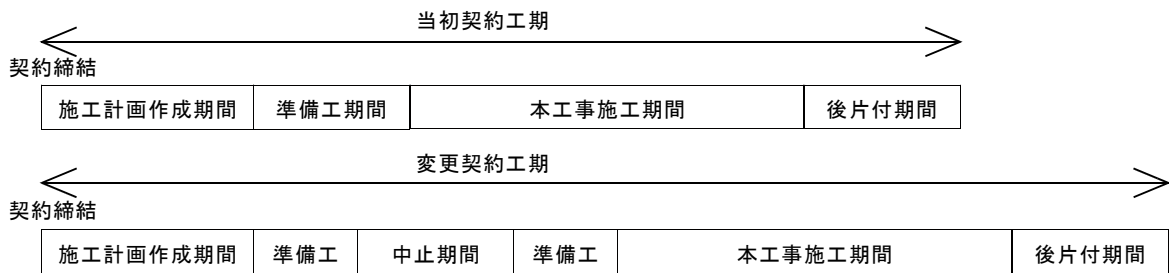 当初契約工期
契約締結
施工計画作成期間 準備工期間 本工事施工期間 後片付期間
変更契約工期
契約締結
施工計画作成期間 準備工 中止期間 準備工 本工事施工期間 後片付期間